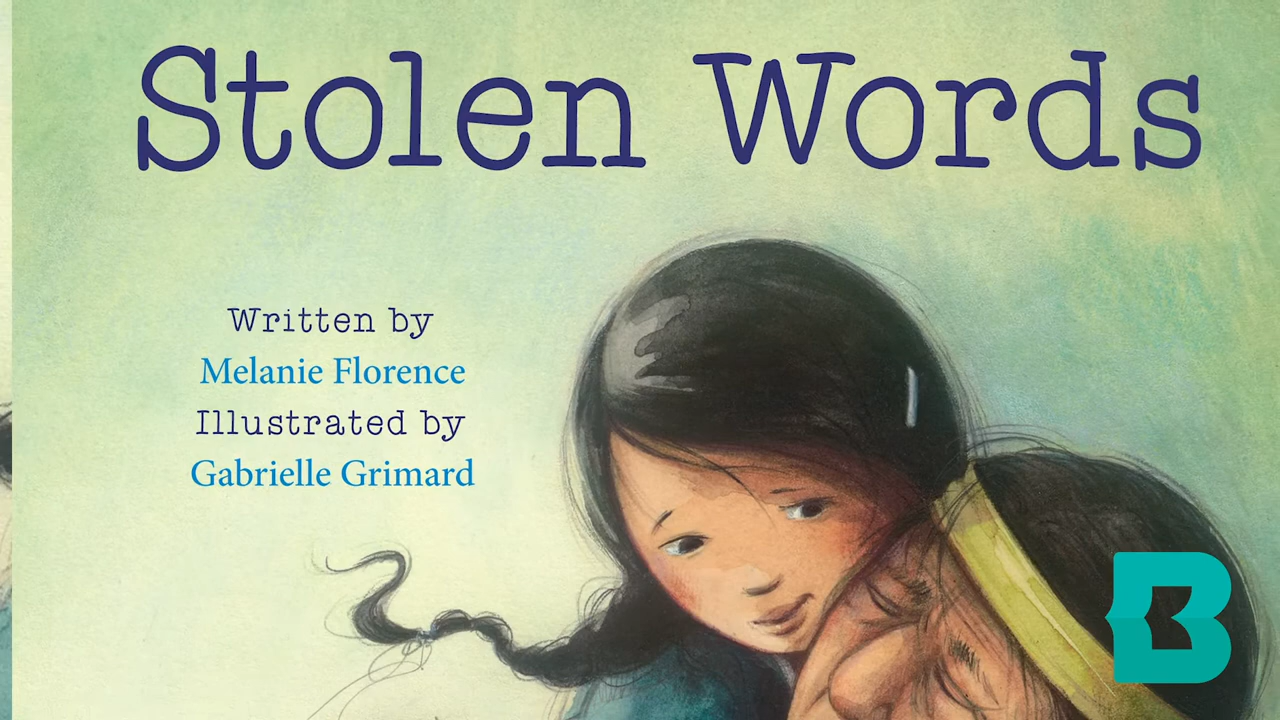 Stolen Words
Written by
Melanie Florence
Illustrated by
Gabrielle Grimard
B